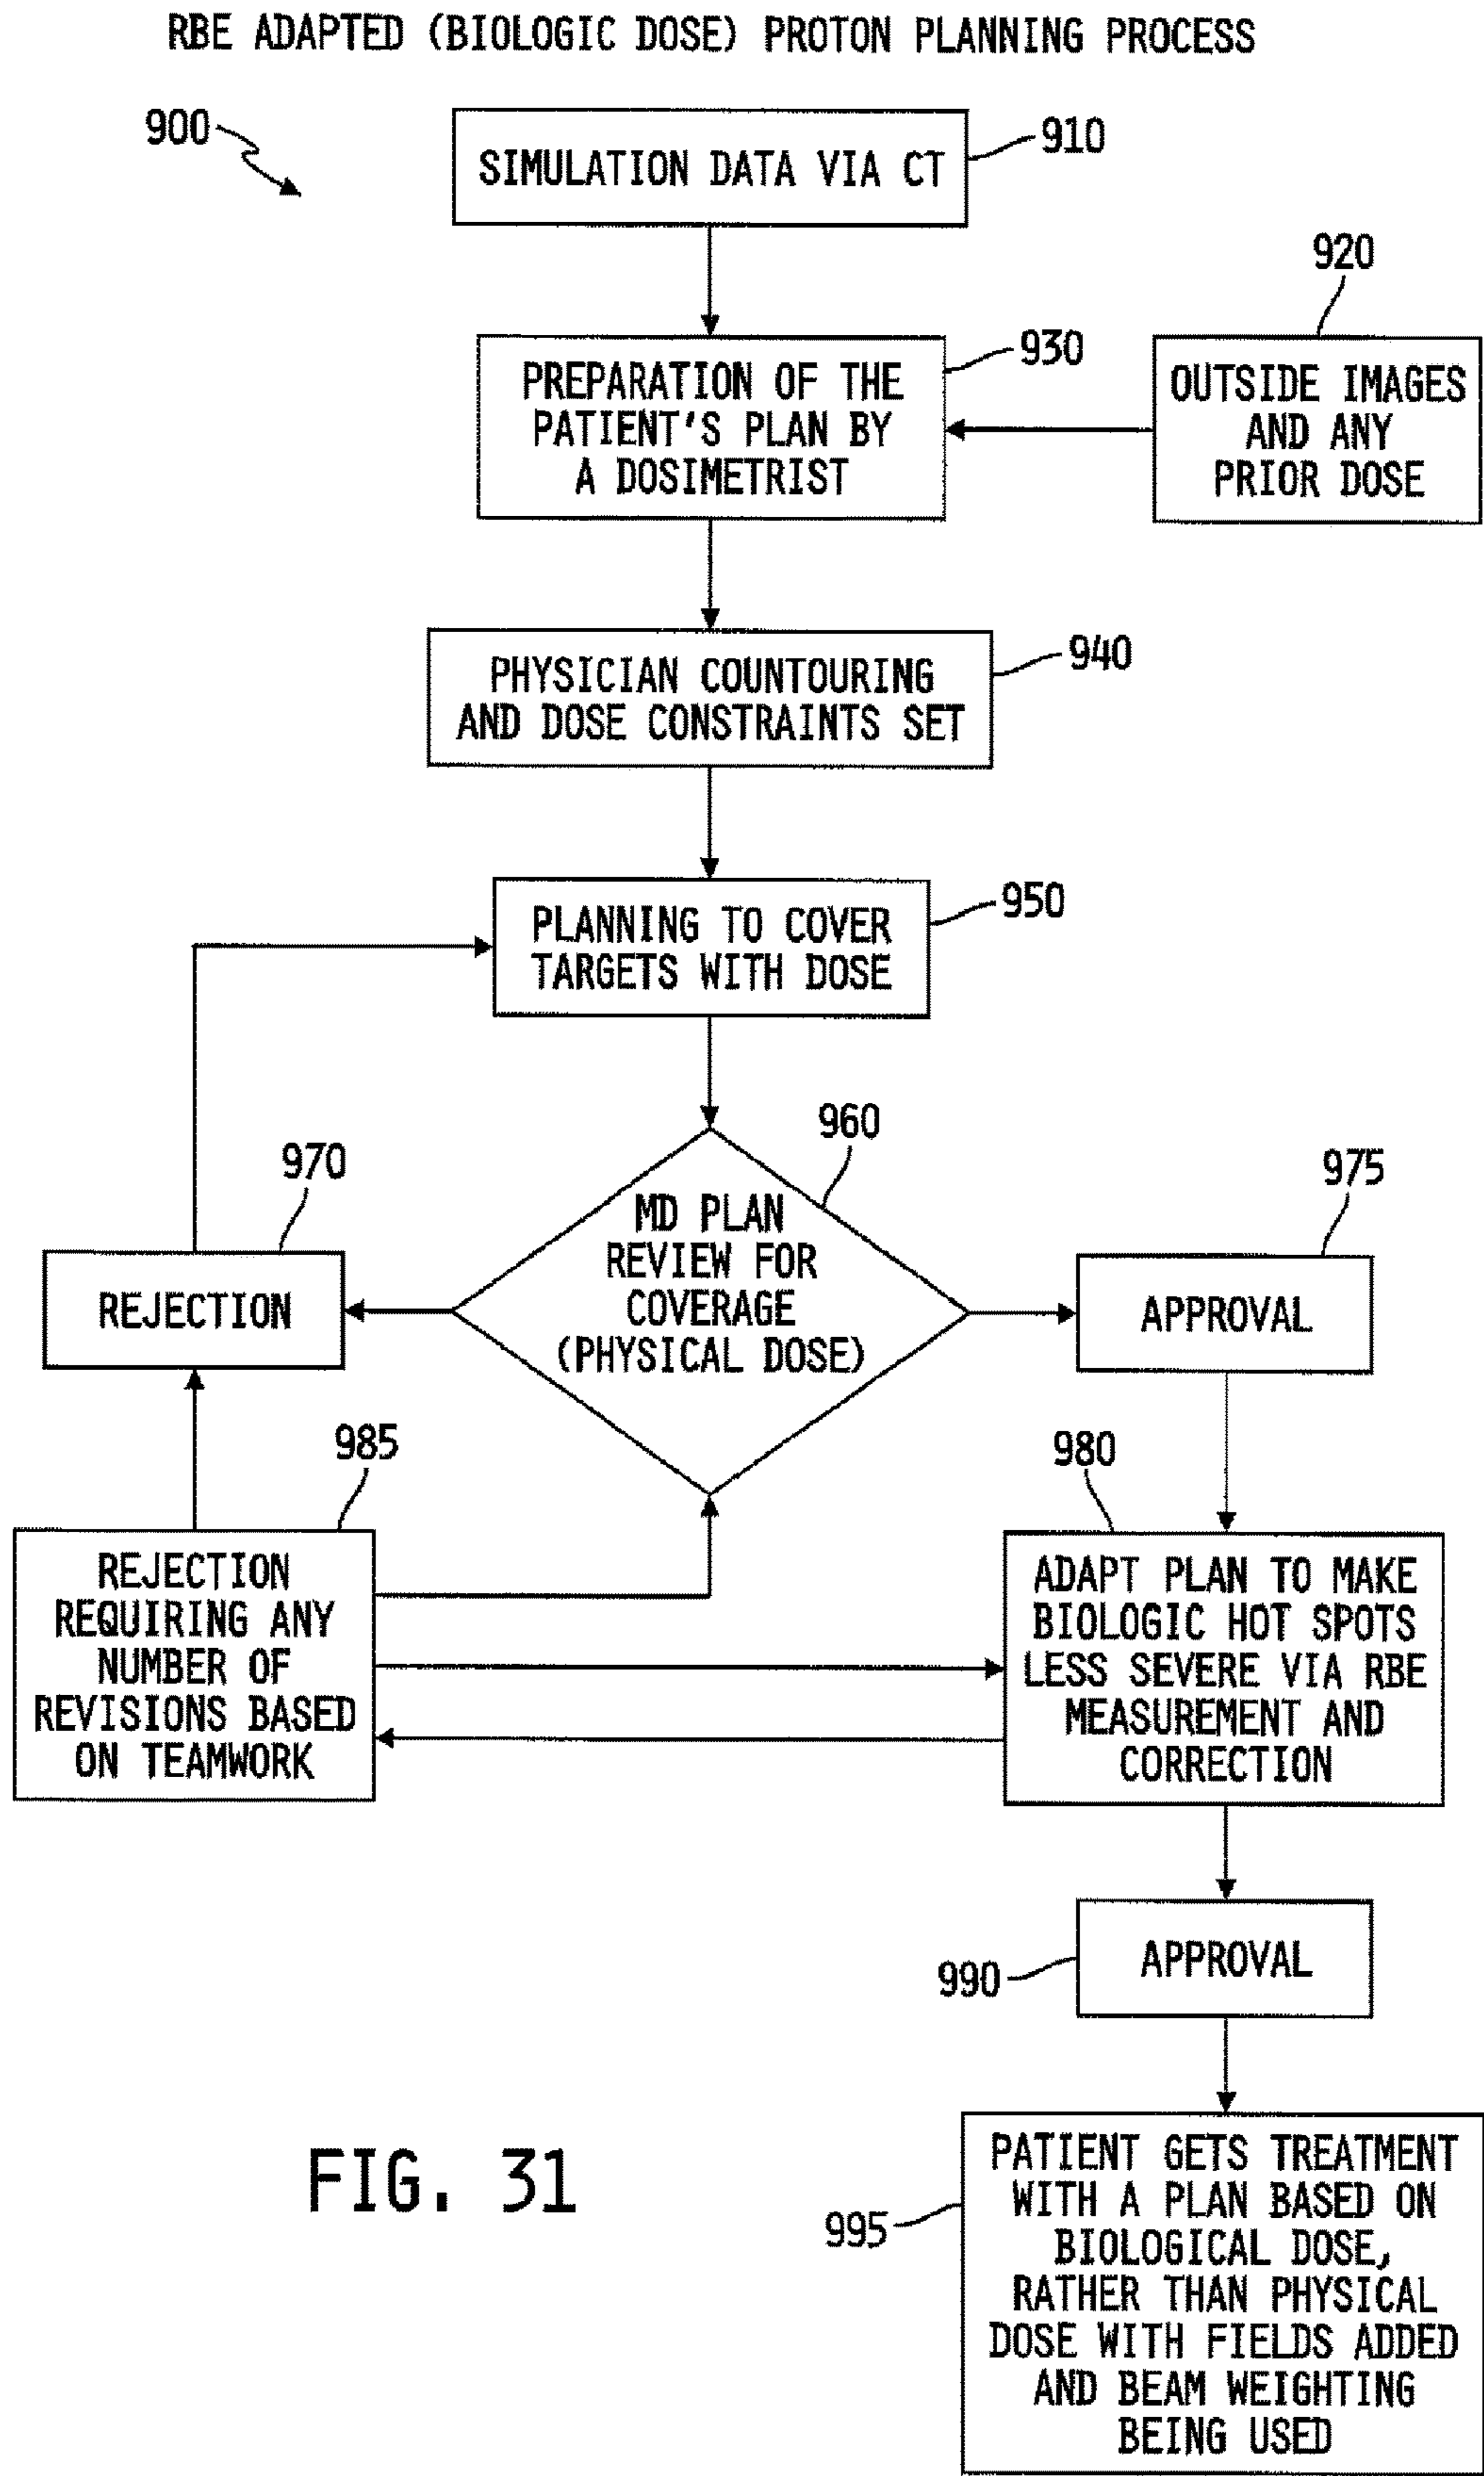 RBE ADAPTED (BIOLOGIC DOSE) PROTON PLANNING PROCESS
900
910
SIMULATION DATA VIA CT
920
930
PREPARATION OF THE
PATIENT'S PLAN BY
A DOSIMETRIST
OUTSIDE IMAGES
AND ANY
PRIOR DOSE
940
PHYSICIAN COUNTOURING
AND DOSE CONSTRAINTS SET
950
PLANNING TO COVER
TARGETS WITH DOSE
960
MD PLAN
REVIEW FOR
COVERAGE
(PHYSICAL DOSE)
970
REJECTION
975
APPROVAL
985
REJECTION
REQUIRING ANY
NUMBER OF
REVISIONS BASED
ON TEAMWORK
980
ADAPT PLAN TO MAKE
BIOLOGIC HOT SPOTS
LESS SEVERE VIA RBE
MEASUREMENT AND
CORRECTION
990
APPROVAL
995
PATIENT GETS TREATMENT
WITH A PLAN BASED ON
BIOLOGICAL DOSE,
RATHER THAN PHYSICAL
DOSE WITH FIELDS ADDED
AND BEAM WEIGHTING
BEING USED
FIG. 31